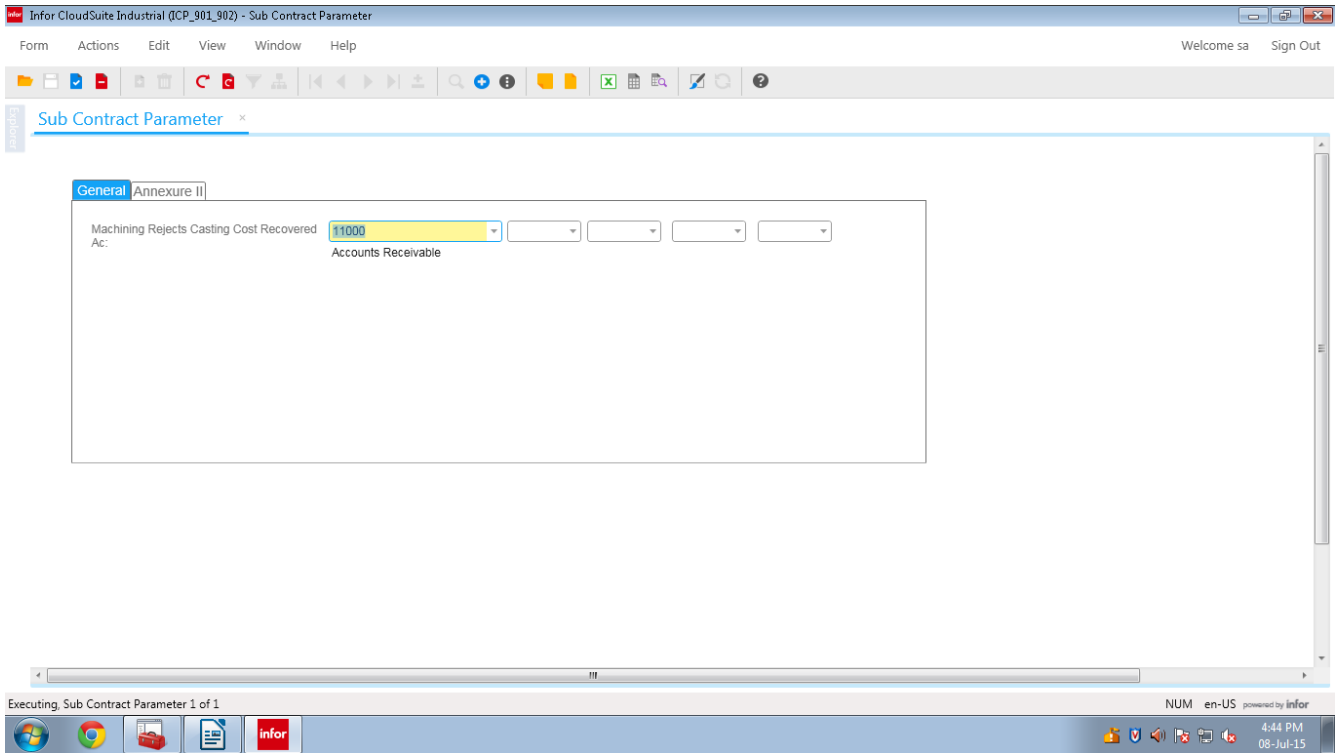 infor Infor CloudSuite Industrial (ICP_901_902) - Sub Contract Parameter
Form Actions Edit View Window Help Welcome sa Sign Out
Explorer
Sub Contract Parameter ×
General Annexure II
Machining Rejects Casting Cost Recovered 11000
Ac:
Accounts Receivable
Executing, Sub Contract Parameter 1 of 1 NUM en-US powered by infor
infor
4:44 PM
08-Jul-15